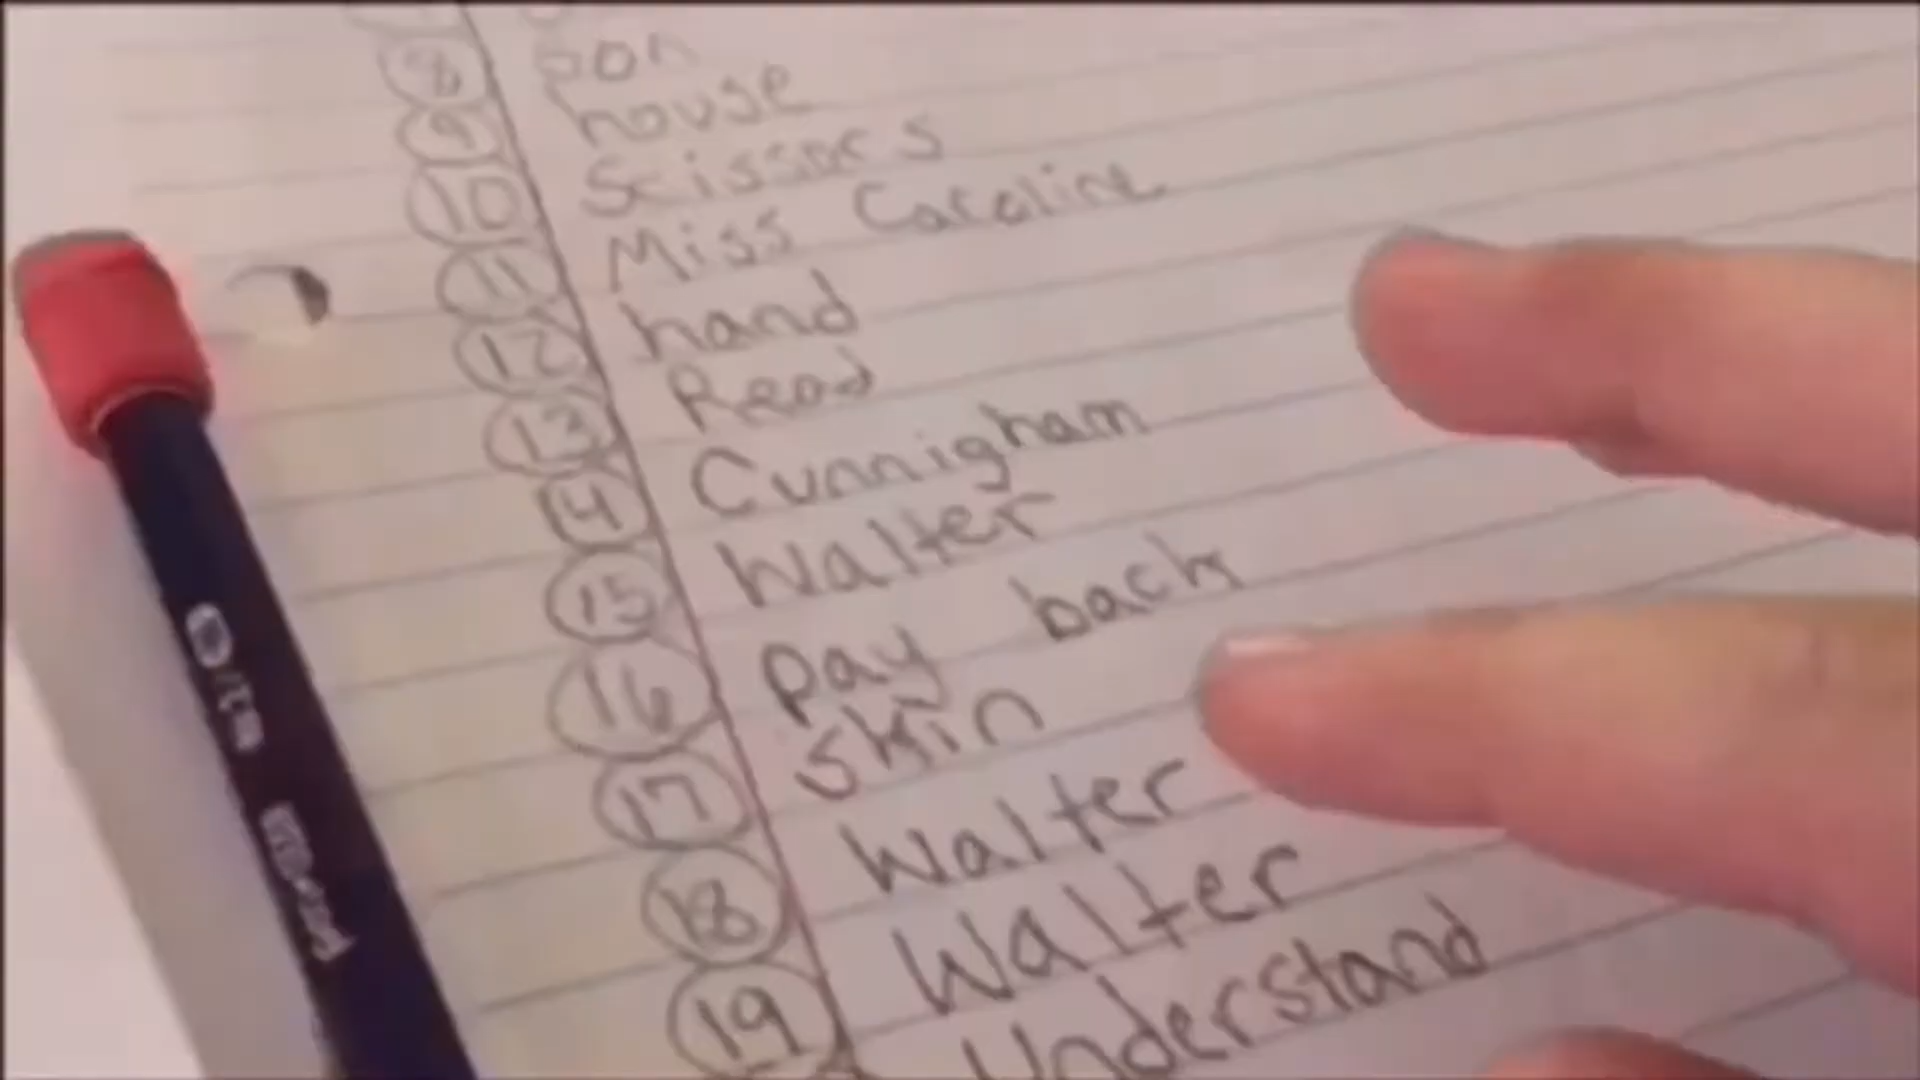 8
9 house
10 Scissors
11 Miss Caroline
12 hand
13 Read
14 Cunnigham
15 Walter
16 pay back
17 skin
18 Walter
19 Walter
Understand